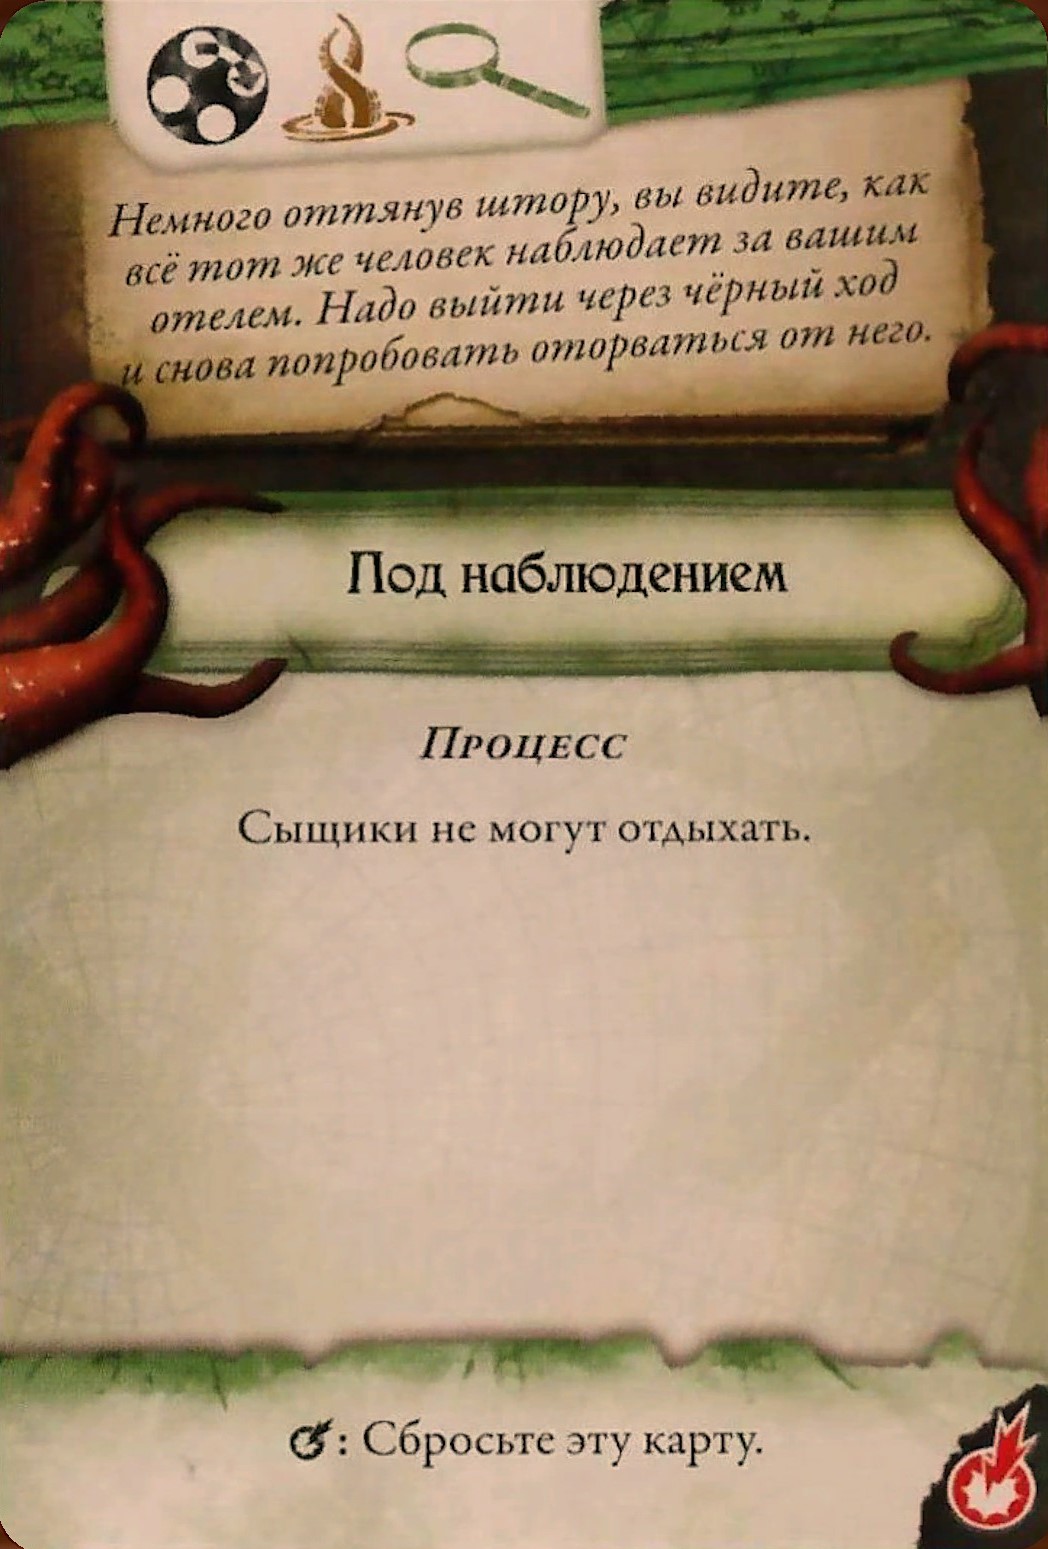 Немного оттянув штору, вы видите, как
всё тот же человек наблюдает за вашим
отелем. Надо выйти через чёрный ход
и снова попробовать оторваться от него.
Под наблюдением
Процесс
Сыщики не могут отдыхать.
: Сбросьте эту карту.